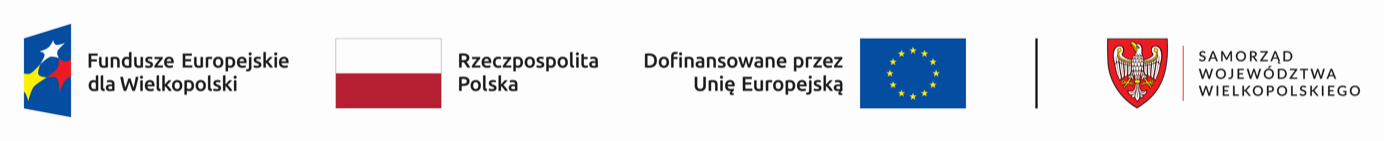 Fundusze Europejskie
dla Wielkopolski
Rzeczpospolita
Polska
Dofinansowane przez
Unię Europejską
SAMORZĄD
WOJEWÓDZTWA
WIELKOPOLSKIEGO